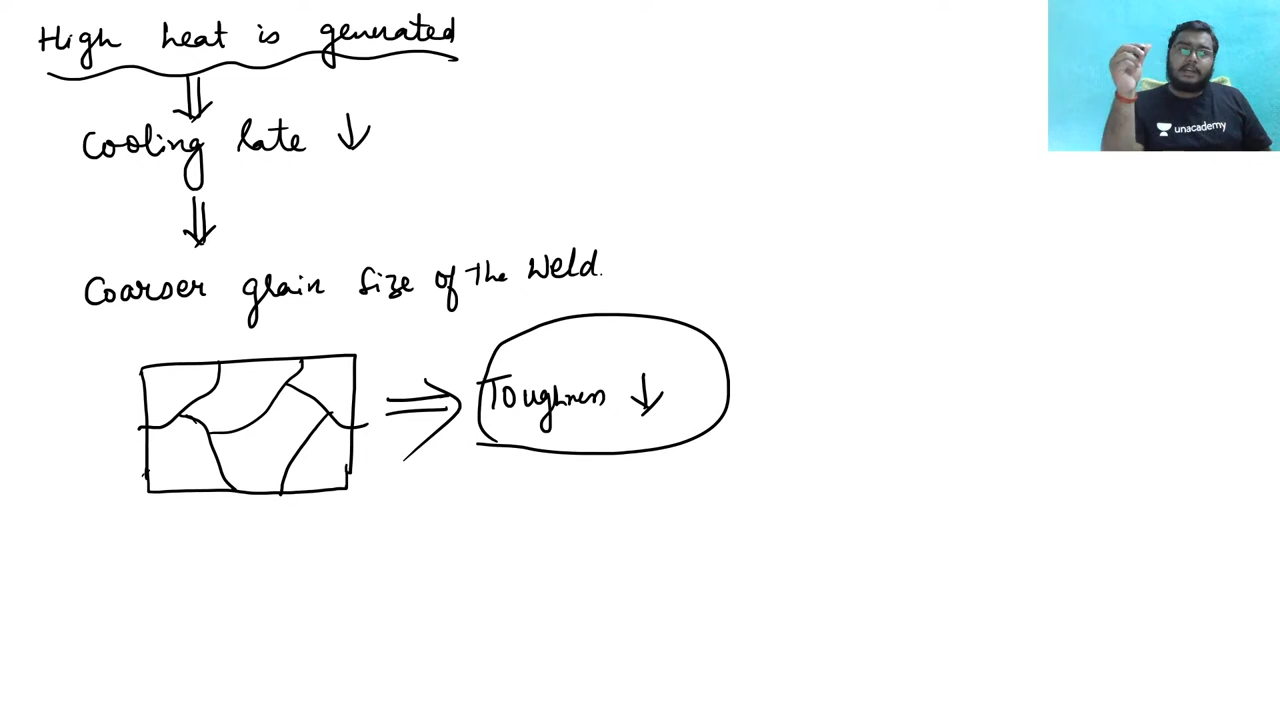 High heat is generated
Cooling rate ↓
Coarser grain size of the weld.
Toughness ↓
unacademy